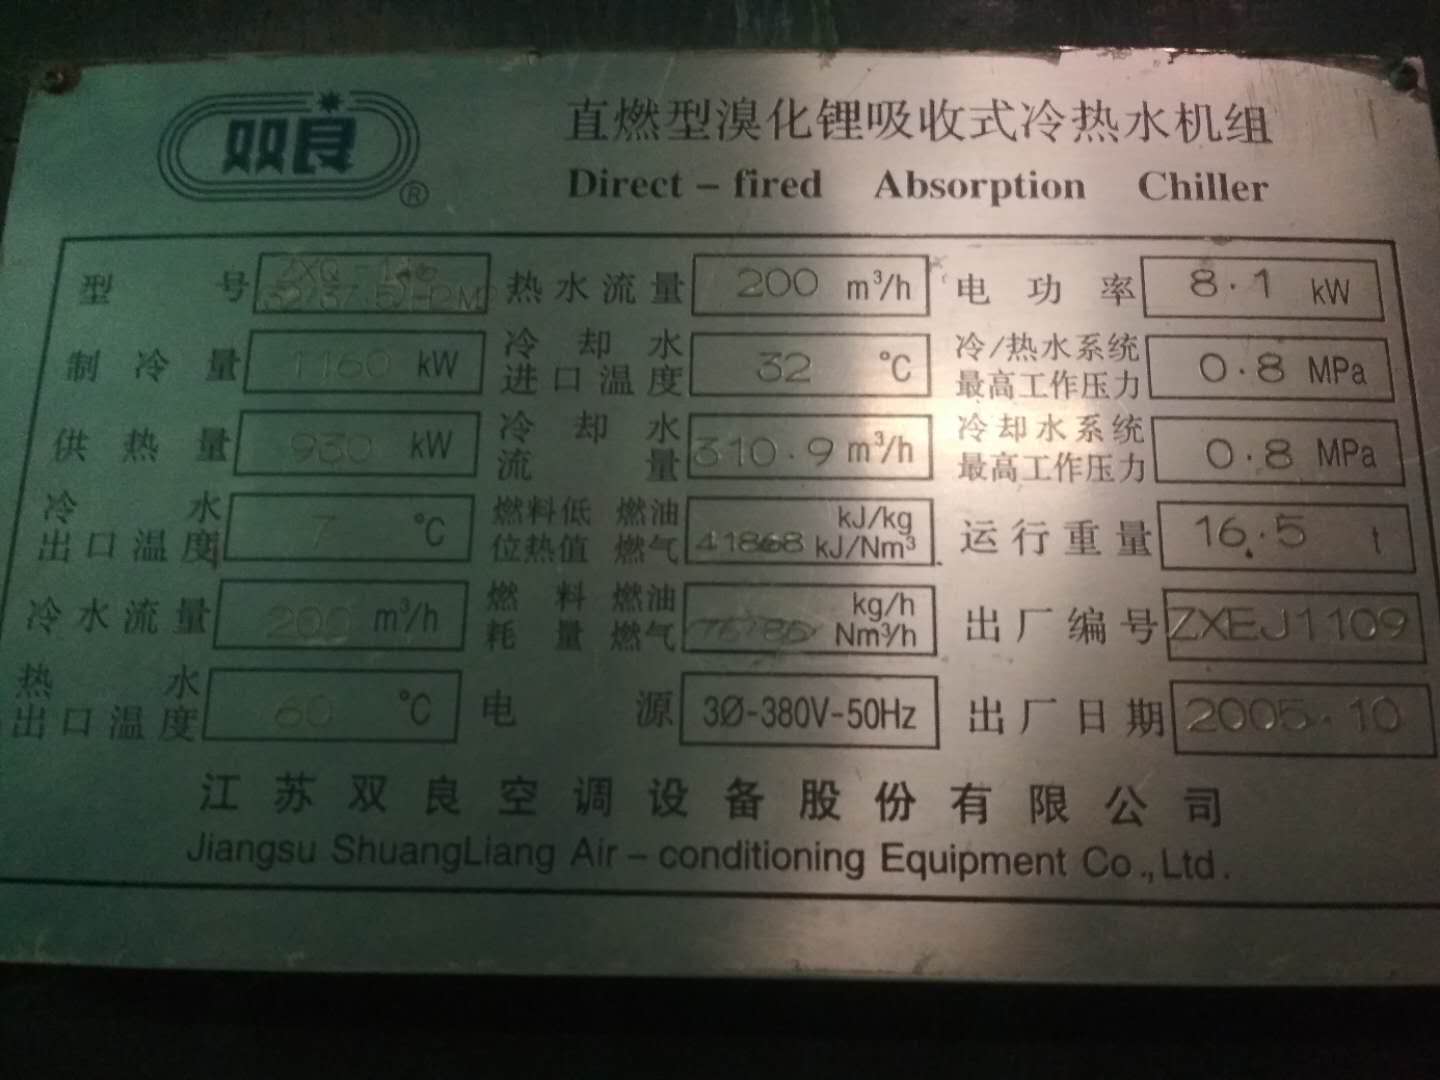 双良®
直燃型溴化锂吸收式冷热水机组
Direct – fired Absorption Chiller
型号 热水流量 200 m³/h 电功率 8.1 kW
制冷量 1160 kW 冷却水进口温度 32 ℃ 冷/热水系统最高工作压力 0.8 MPa
供热量 930 kW 冷却水流量 310.9 m³/h 冷却水系统最高工作压力 0.8 MPa
冷水出口温度 7 ℃ 燃料低位热值 燃油 燃气 41868 kJ/kg kJ/Nm³ 运行重量 16.5 t
冷水流量 200 m³/h 燃料耗量 燃油 燃气 kg/h Nm³/h 出厂编号 ZXEJ1109
热水出口温度 60 ℃ 电源 3Ø-380V-50Hz 出厂日期 2005.10
江苏双良空调设备股份有限公司
Jiangsu ShuangLiang Air – conditioning Equipment Co.,Ltd.